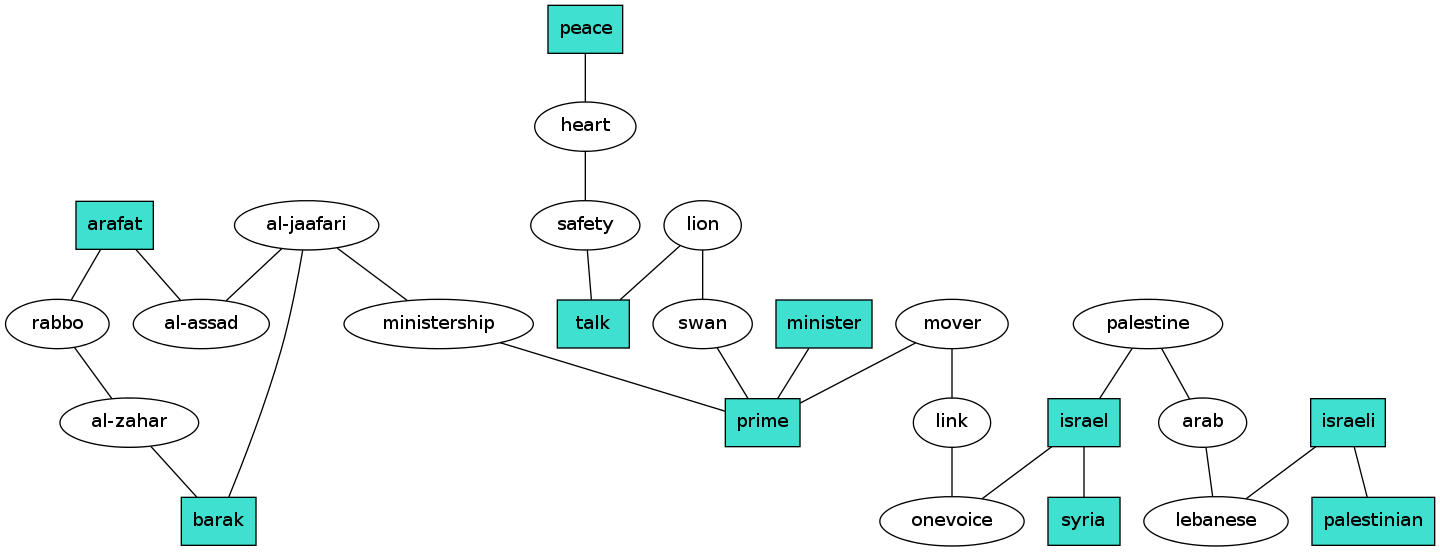 peace
heart
arafat
al-jaafari
safety
lion
rabbo
al-assad
ministership
talk
swan
minister
mover
palestine
al-zahar
prime
link
israel
arab
israeli
barak
onevoice
syria
lebanese
palestinian